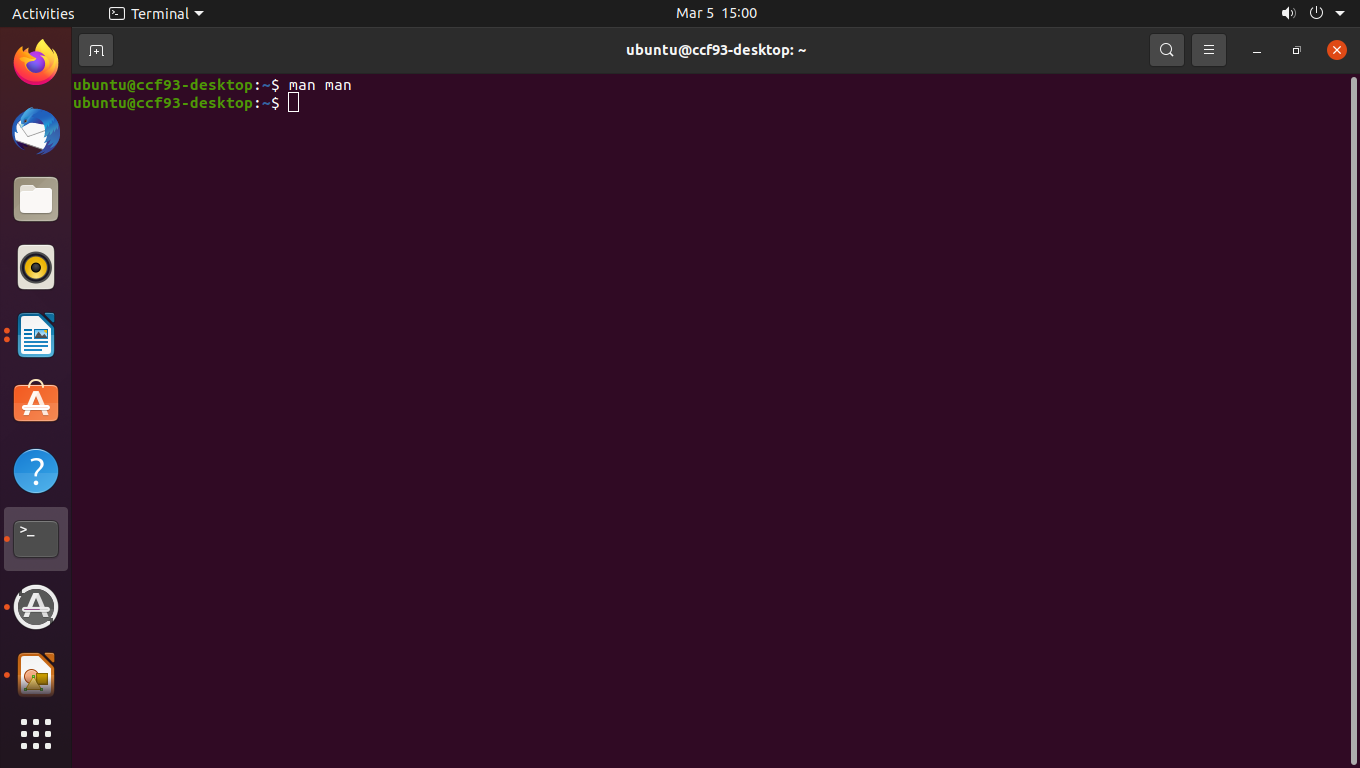 Activities
Terminal
Mar 5 15:00
ubuntu@ccf93-desktop: ~
ubuntu@ccf93-desktop:~$ man man
ubuntu@ccf93-desktop:~$